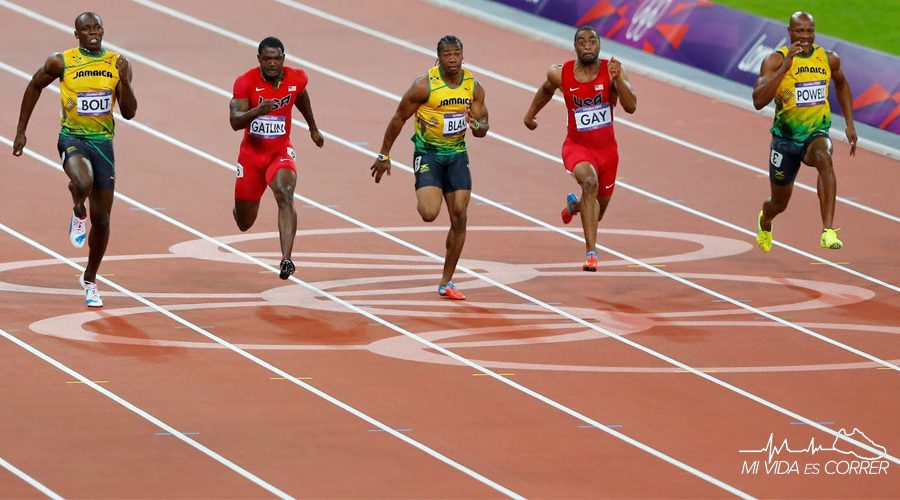 JAMAICA
BOLT
USA
GATLIN
JAMAICA
BLAK
USA
GAY
JAMAICA
POWELL
MI VIDA ES CORRER